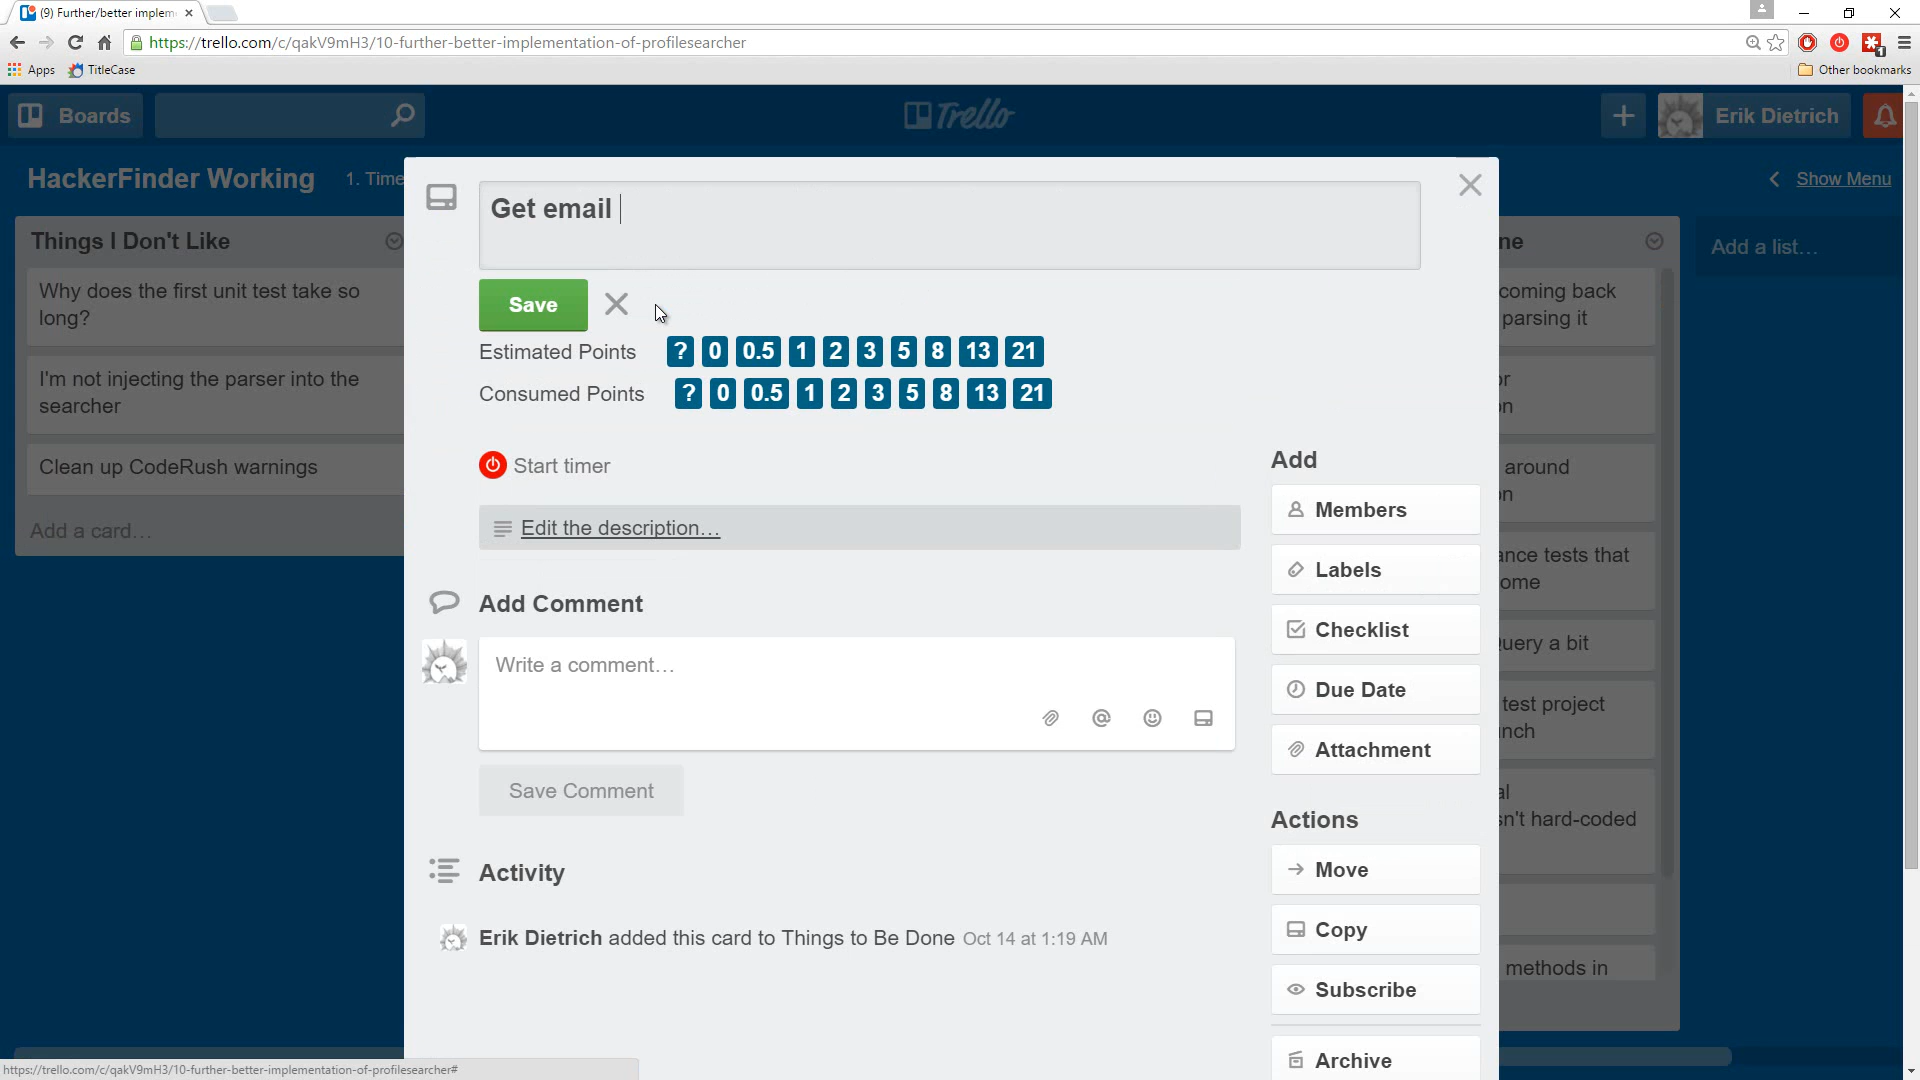 (9) Further/better implem
https://trello.com/c/qakV9mH3/10-further-better-implementation-of-profilesearcher
Apps
TitleCase
Other bookmarks
Boards
Trello
Erik Dietrich
HackerFinder Working
1. Time
Show Menu
Things I Don't Like
Why does the first unit test take so
long?
I'm not injecting the parser into the
searcher
Clean up CodeRush warnings
Add a card…
Get email
Save
Estimated Points ? 0 0.5 1 2 3 5 8 13 21
Consumed Points ? 0 0.5 1 2 3 5 8 13 21
Start timer
Edit the description…
Add Comment
Write a comment…
@
Save Comment
Activity
Erik Dietrich added this card to Things to Be Done Oct 14 at 1:19 AM
Add
Members
Labels
Checklist
Due Date
Attachment
Actions
Move
Copy
Subscribe
Archive
ne
coming back
parsing it
or
on
around
on
ance tests that
ome
uery a bit
test project
nch
al
sn't hard-coded
methods in
Add a list…
1
https://trello.com/c/qakV9mH3/10-further-better-implementation-of-profilesearcher#